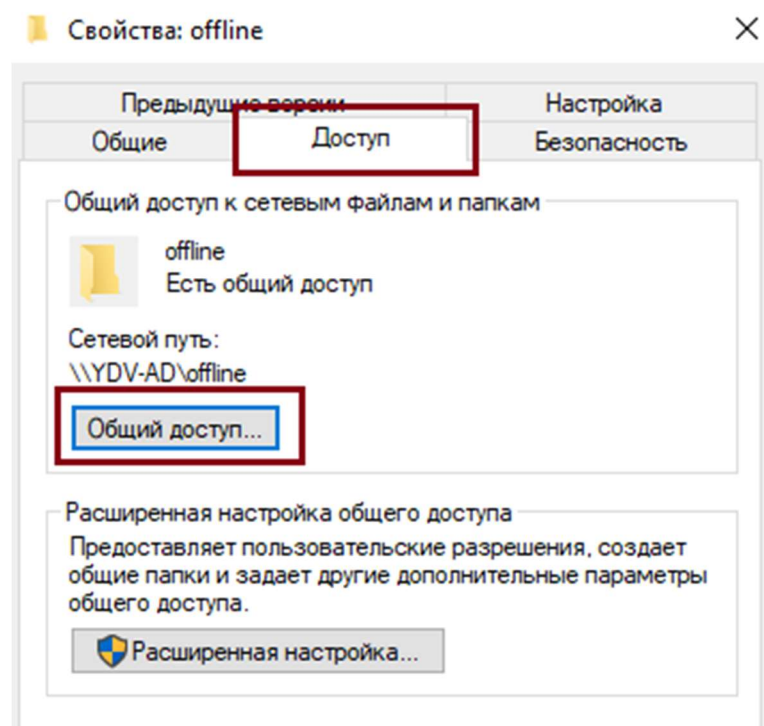 Свойства: offline
Предыдущие версии Настройка
Общие Доступ Безопасность
Общий доступ к сетевым файлам и папкам
offline
Есть общий доступ
Сетевой путь:
\\YDV-AD\offline
Общий доступ...
Расширенная настройка общего доступа
Предоставляет пользовательские разрешения, создает
общие папки и задает другие дополнительные параметры
общего доступа.
Расширенная настройка...